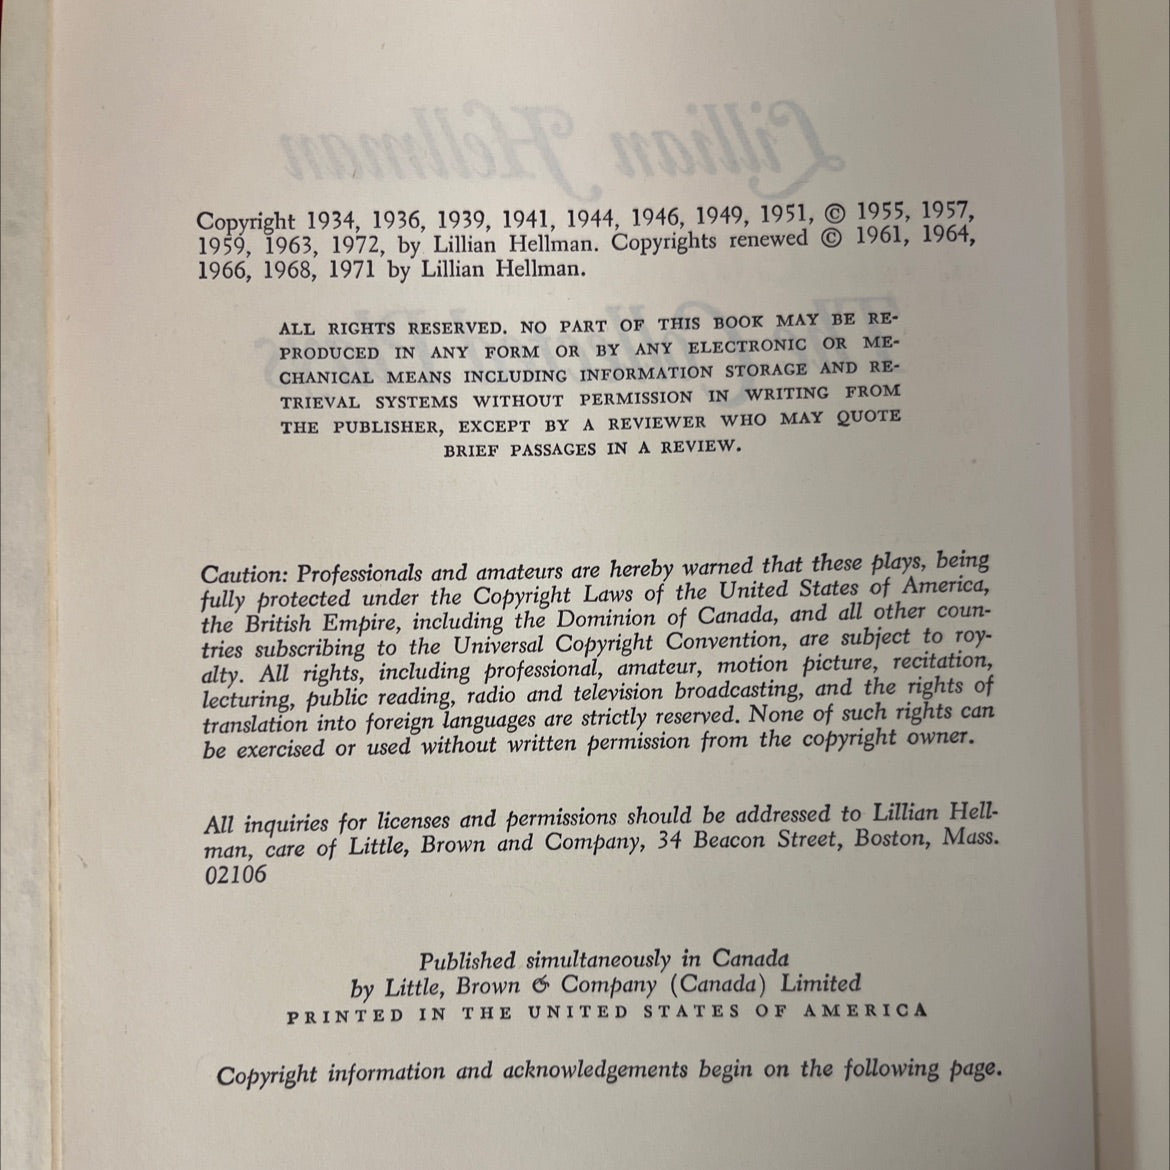 Lillian Hellman
Copyright 1934, 1936, 1939, 1941, 1944, 1946, 1949, 1951, © 1955, 1957,
1959, 1963, 1972, by Lillian Hellman. Copyrights renewed © 1961, 1964,
1966, 1968, 1971 by Lillian Hellman.
ALL RIGHTS RESERVED. NO PART OF THIS BOOK MAY BE RE-
PRODUCED IN ANY FORM OR BY ANY ELECTRONIC OR ME-
CHANICAL MEANS INCLUDING INFORMATION STORAGE AND RE-
TRIEVAL SYSTEMS WITHOUT PERMISSION IN WRITING FROM
THE PUBLISHER, EXCEPT BY A REVIEWER WHO MAY QUOTE
BRIEF PASSAGES IN A REVIEW.
Caution: Professionals and amateurs are hereby warned that these plays, being
fully protected under the Copyright Laws of the United States of America,
the British Empire, including the Dominion of Canada, and all other coun-
tries subscribing to the Universal Copyright Convention, are subject to roy-
alty. All rights, including professional, amateur, motion picture, recitation,
lecturing, public reading, radio and television broadcasting, and the rights of
translation into foreign languages are strictly reserved. None of such rights can
be exercised or used without written permission from the copyright owner.
All inquiries for licenses and permissions should be addressed to Lillian Hell-
man, care of Little, Brown and Company, 34 Beacon Street, Boston, Mass.
02106
Published simultaneously in Canada
by Little, Brown & Company (Canada) Limited
PRINTED IN THE UNITED STATES OF AMERICA
Copyright information and acknowledgements begin on the following page.